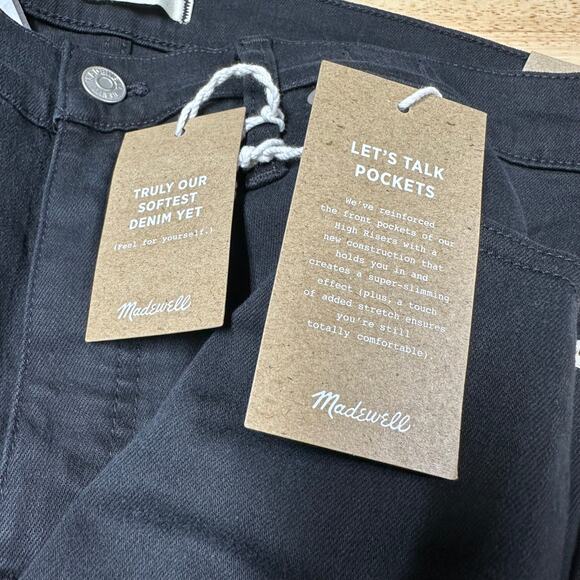 TRULY OUR
SOFTEST
DENIM YET
(Feel for yourself.)
Madewell
LET'S TALK
POCKETS
We've reinforced
the front pockets of our
High Risers with a
new construction that
holds you in and
creates a super-slimming
effect (plus, a touch
of added stretch ensures
you're still
totally comfortable).
Madewell